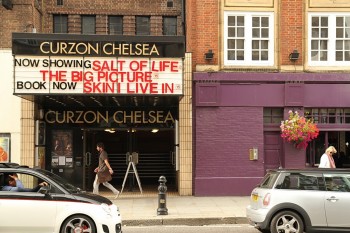 CURZON CHELSEA
NOW SHOWING SALT OF LIFE
THE BIG PICTURE
BOOK NOW SKIN I LIVE IN
CURZON CHELSEA